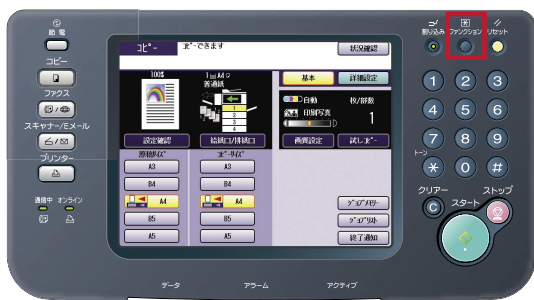 節電
コピー
ファクス
スキャナー/Eメール
プリンター
通信中 オンライン
コピー コピーできます 状況確認
100% 1 A4
普通紙
基本 詳細設定
自動 枚/部数
印刷写真 1
1
2
3
4
設定確認 給紙口/排紙口 画質設定 試しコピー
原稿サイズ コピーサイズ
A3 A3
B4 B4
A4 A4
B5 B5
A5 A5
ジョブメモリー
ジョブリスト
終了通知
割り込み ファンクション リセット
1 2 3
4 5 6
7 8 9
トーン
* 0 #
クリアー ストップ
C スタート
データ アラーム アクティブ